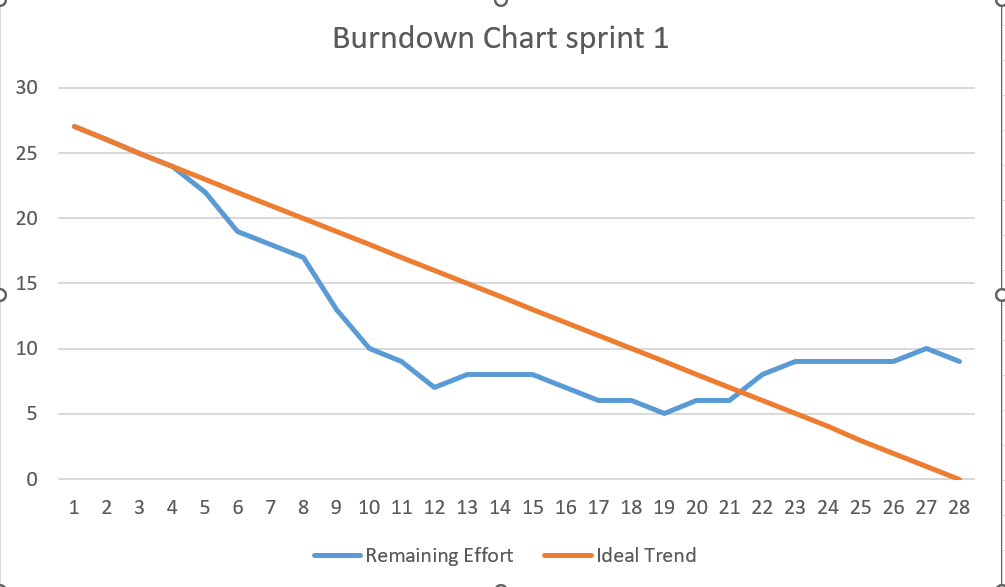 Burndown Chart sprint 1
30
25
20
15
10
5
0
1 2 3 4 5 6 7 8 9 10 11 12 13 14 15 16 17 18 19 20 21 22 23 24 25 26 27 28
Remaining Effort Ideal Trend